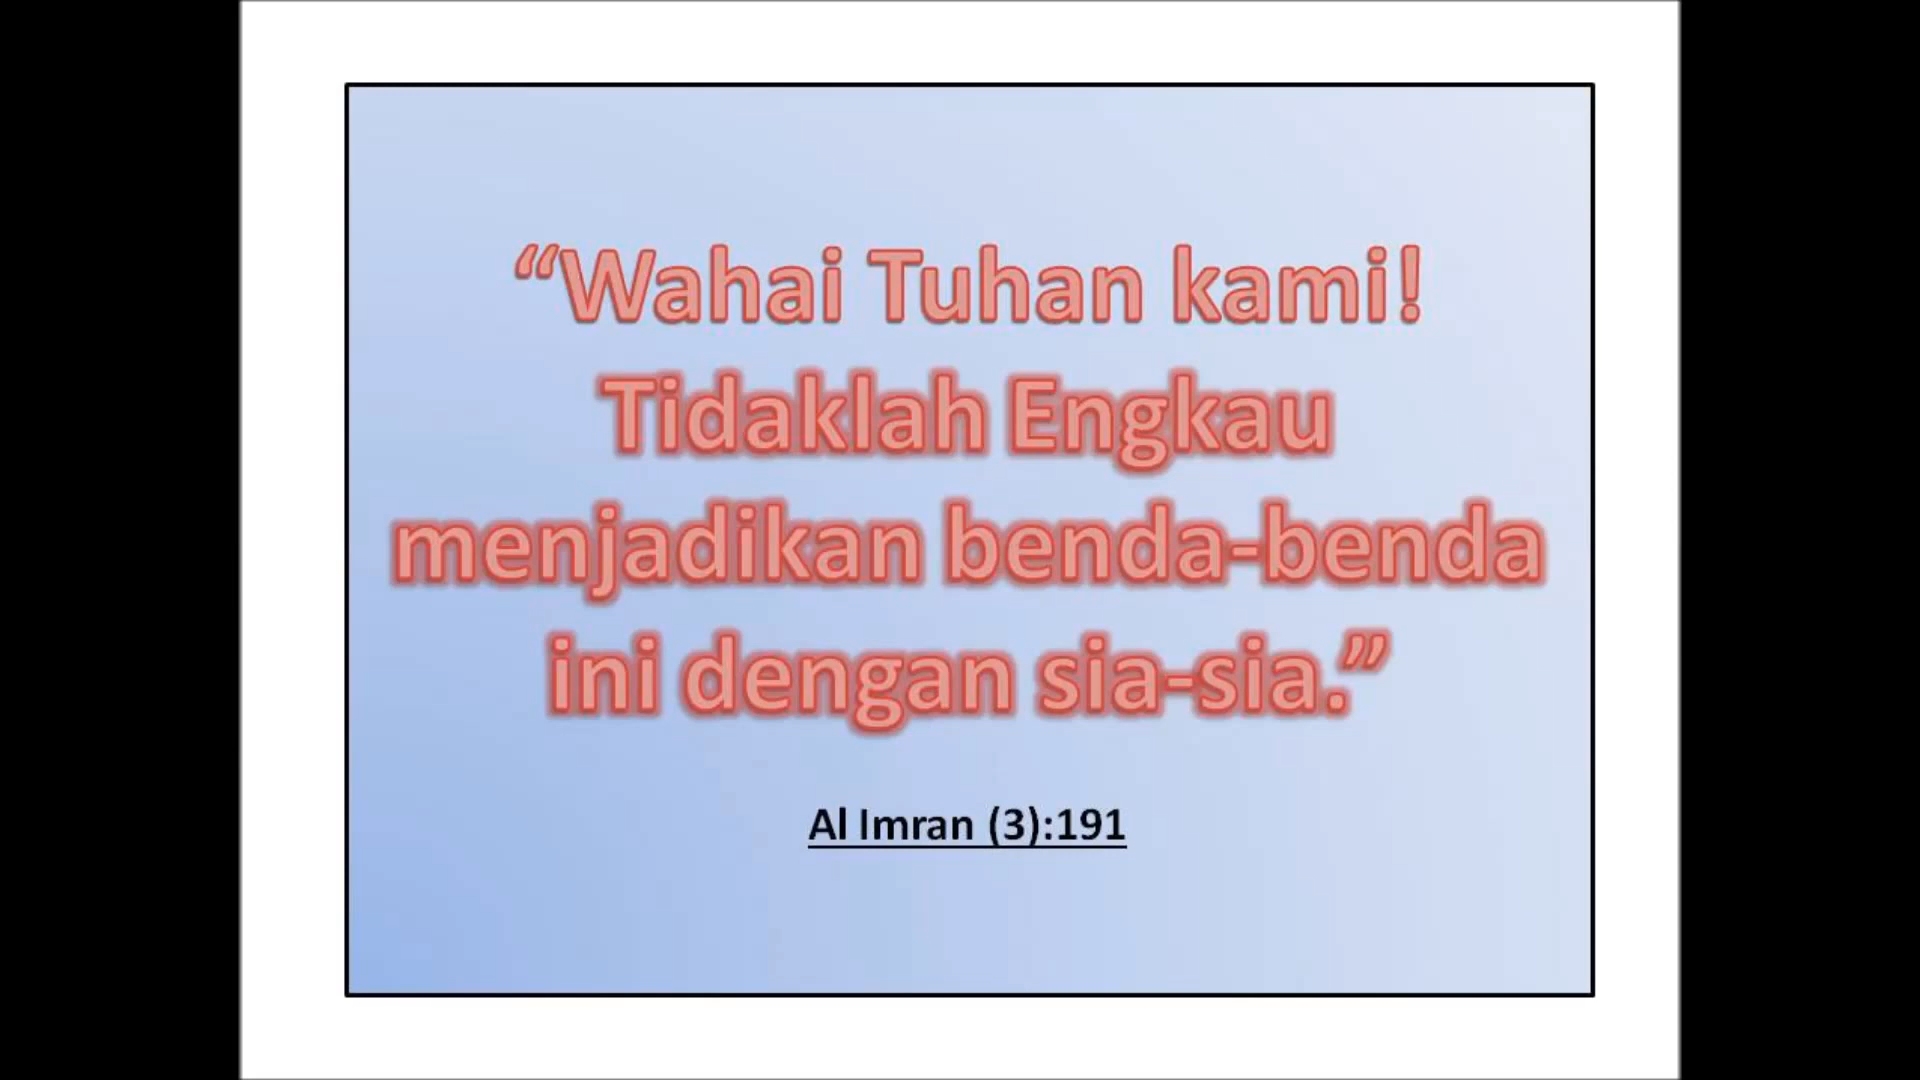 “Wahai Tuhan kami!
Tidaklah Engkau
menjadikan benda-benda
ini dengan sia-sia.”
Al Imran (3):191